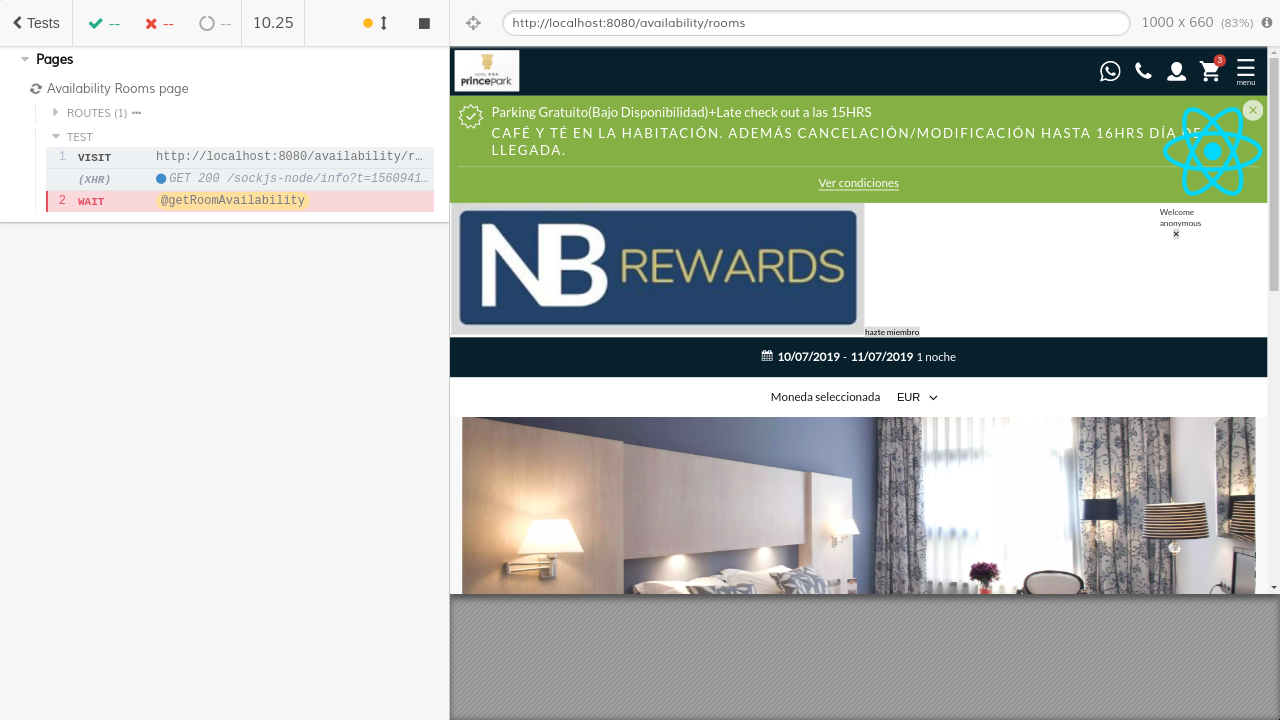 Tests
--
--
--
10.25
http://localhost:8080/availability/rooms
1000 x 660 (83%)
Pages
Availability Rooms page
ROUTES (1)
TEST
1 VISIT http://localhost:8080/availability/r…
(XHR) GET 200 /sockjs-node/info?t=1560941…
2 WAIT @getRoomAvailability
HOTEL
princePark
3
menu
Parking Gratuito(Bajo Disponibilidad)+Late check out a las 15HRS
CAFÉ Y TÉ EN LA HABITACIÓN. ADEMÁS CANCELACIÓN/MODIFICACIÓN HASTA 16HRS DÍA DE
LLEGADA.
Ver condiciones
NB REWARDS
hazte miembro
Welcome
anonymous
10/07/2019 - 11/07/2019 1 noche
Moneda seleccionada EUR